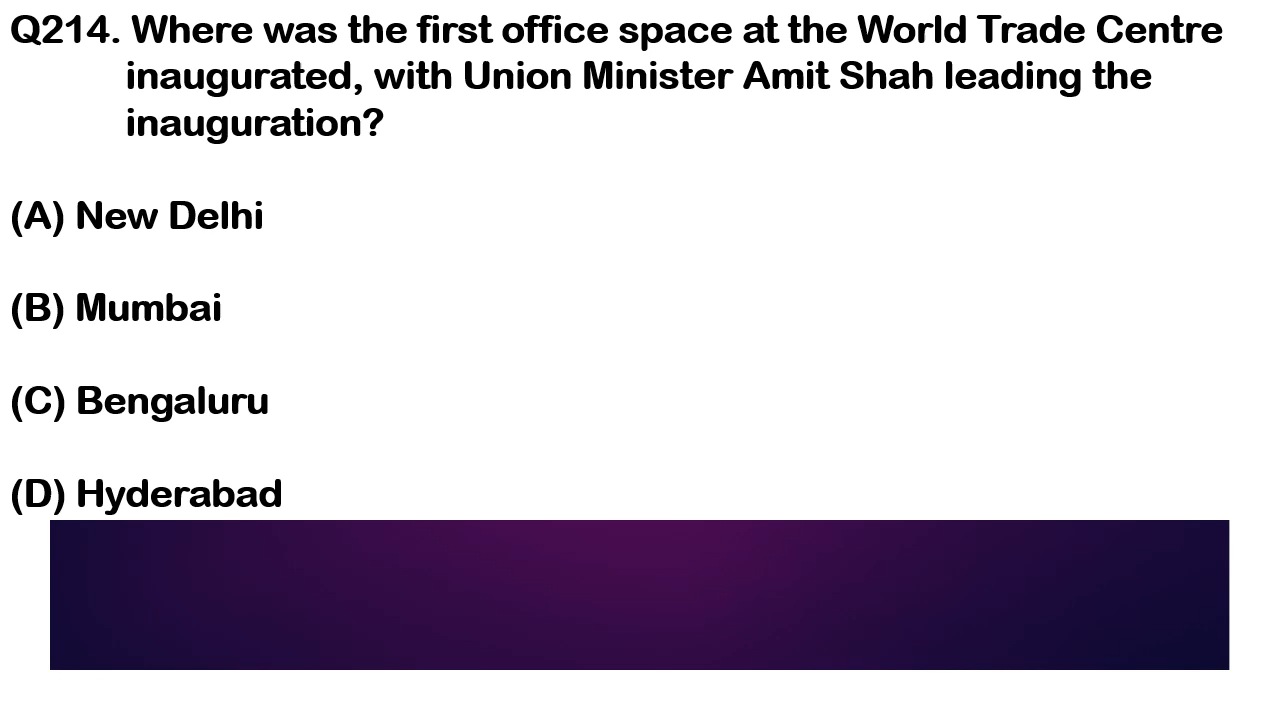 Q214. Where was the first office space at the World Trade Centre
inaugurated, with Union Minister Amit Shah leading the
inauguration?
(A) New Delhi
(B) Mumbai
(C) Bengaluru
(D) Hyderabad